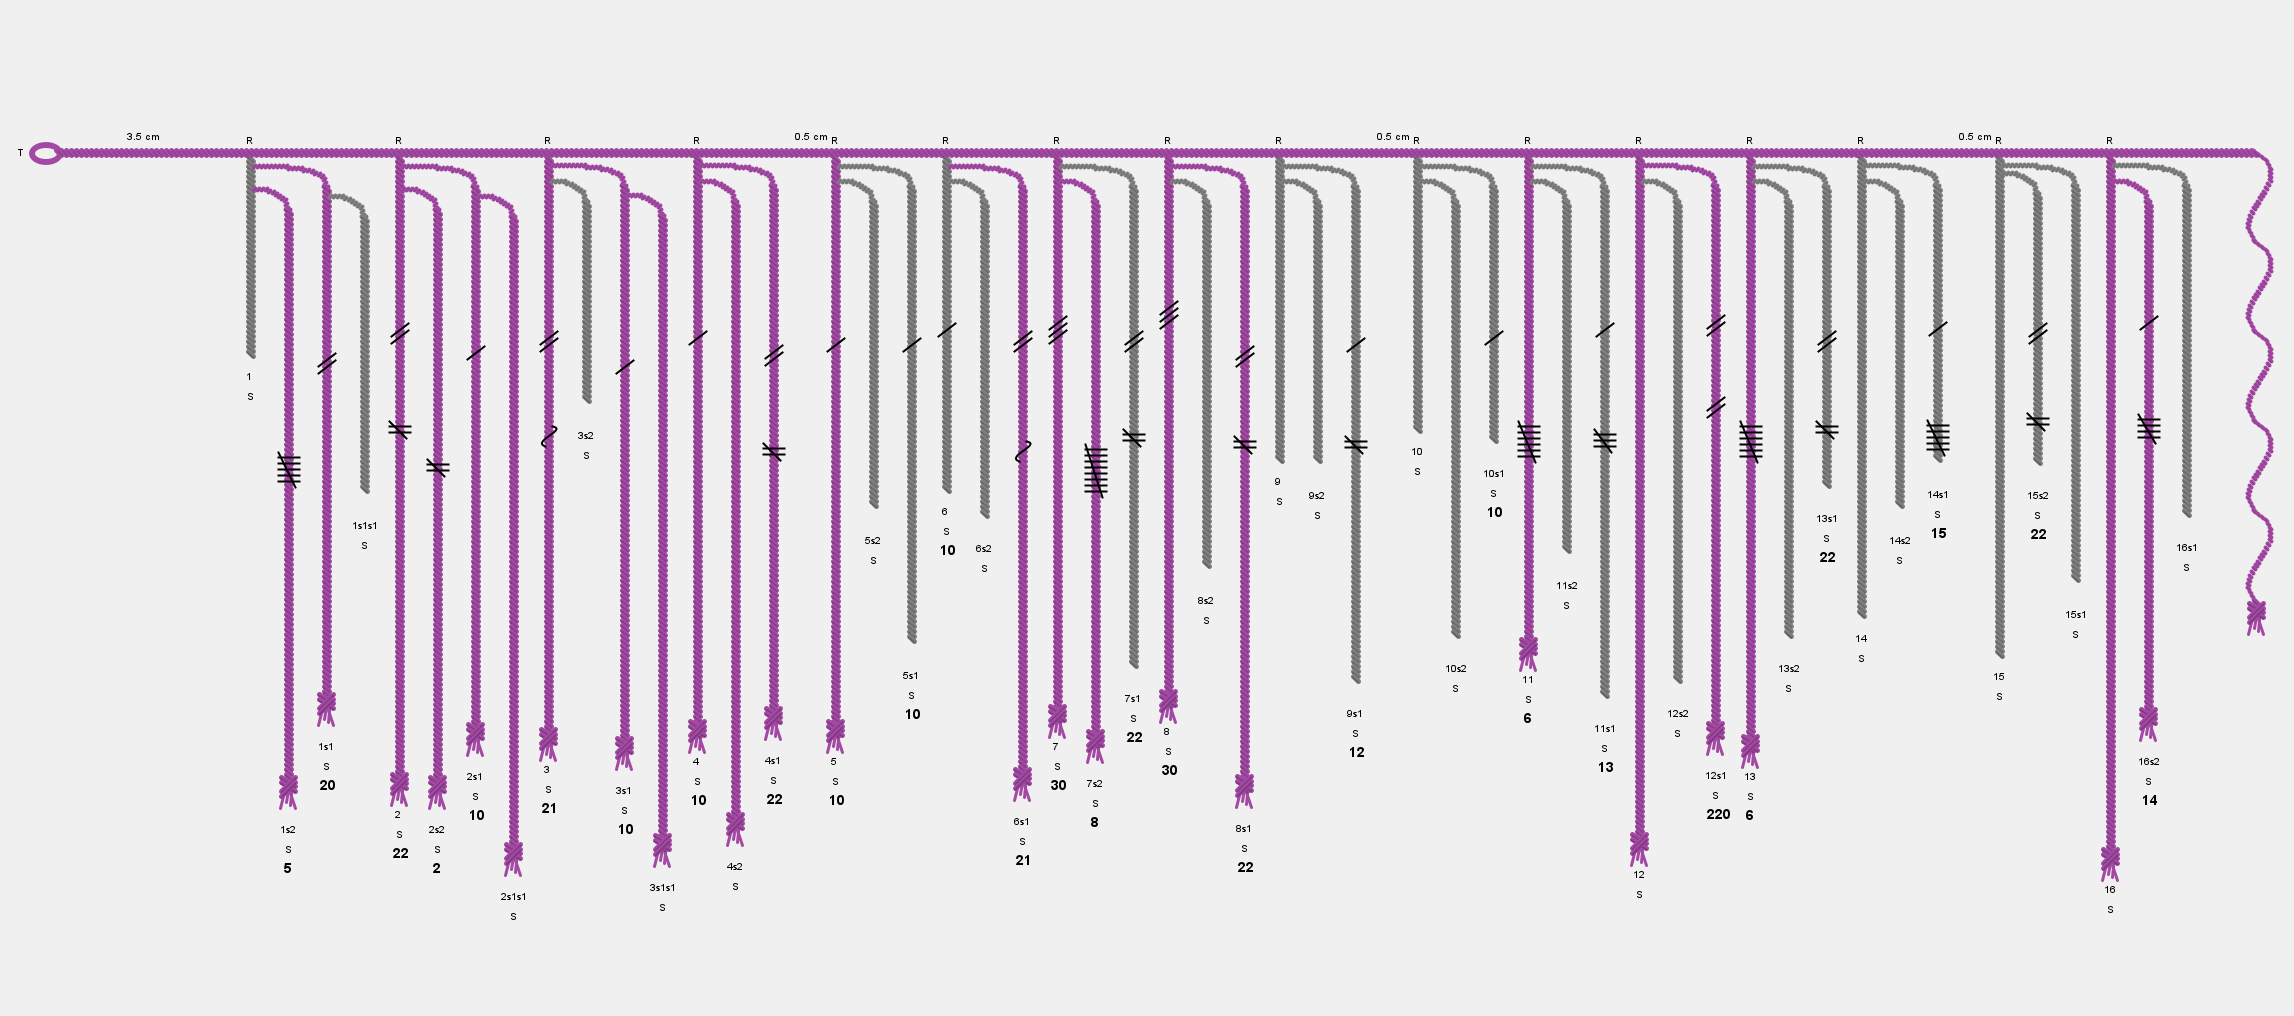 3.5 cm 0.5 cm 0.5 cm 0.5 cm
T R R R R R R R R R R R R R R R R
1
S
1s2
S
5
1s1
S
20
1s1s1
S
2
S
22
2s2
S
2
2s1
S
10
2s1s1
S
3
S
21
3s2
S
3s1
S
10
3s1s1
S
4
S
10
4s2
S
4s1
S
22
5
S
10
5s2
S
5s1
S
10
6
S
10
6s2
S
6s1
S
21
7
S
30
7s2
S
8
7s1
S
22
8
S
30
8s2
S
8s1
S
22
9
S
9s2
S
9s1
S
12
10
S
10s2
S
10s1
S
10
11
S
6
11s2
S
11s1
S
13
12
S
12s2
S
12s1
S
220
13
S
6
13s2
S
13s1
S
22
14
S
14s2
S
14s1
S
15
15
S
15s2
S
22
15s1
S
16
S
16s2
S
14
16s1
S